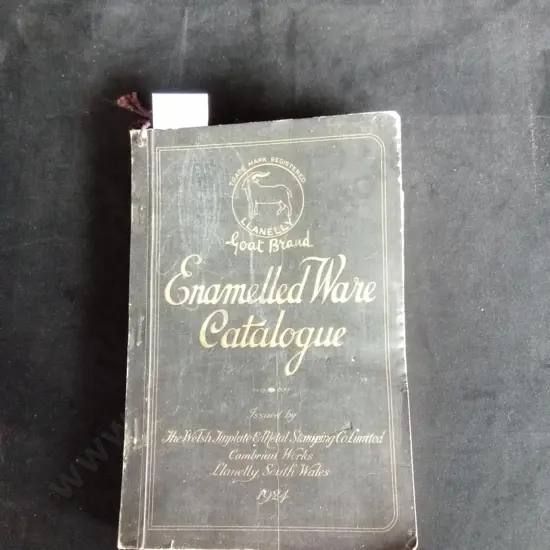 TRADE MARK REGISTERED
LLANELLY
Goat Brand
Enamelled Ware
Catalogue
Issued by
The Welsh Tinplate & Metal Stamping Co. Limited
Cambrian Works
Llanelly, South Wales
1924